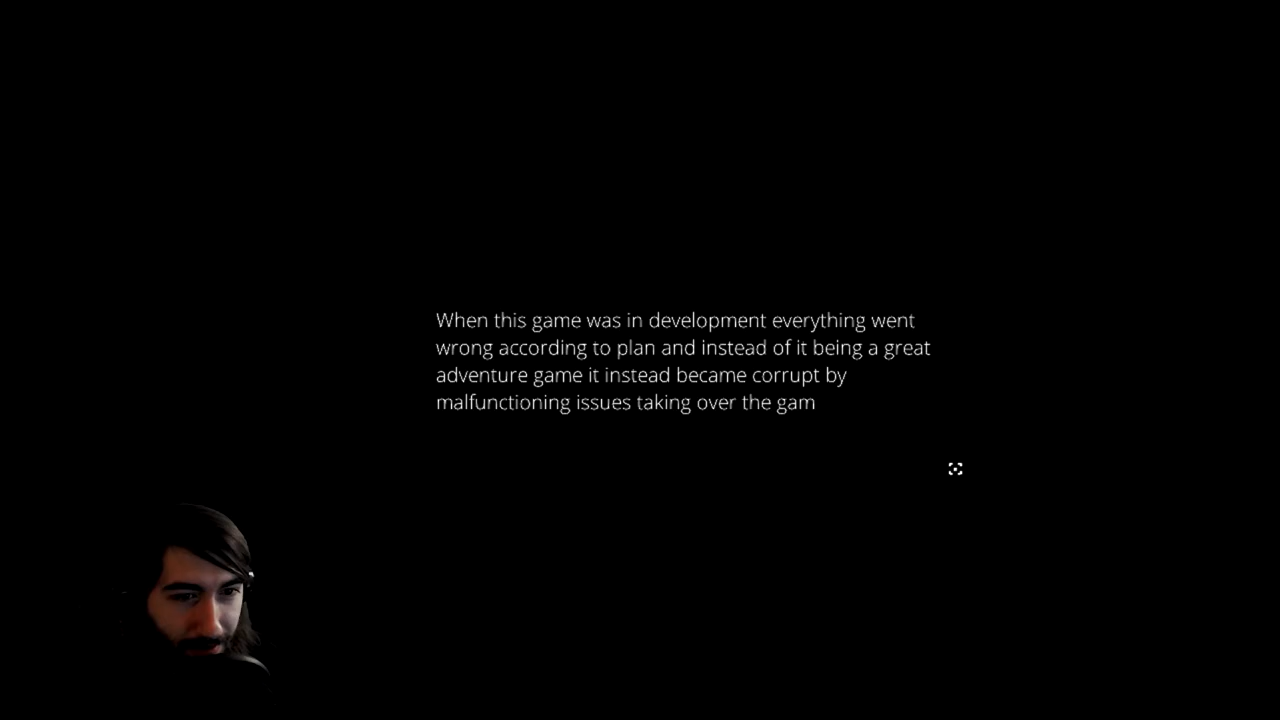 When this game was in development everything went
wrong according to plan and instead of it being a great
adventure game it instead became corrupt by
malfunctioning issues taking over the gam